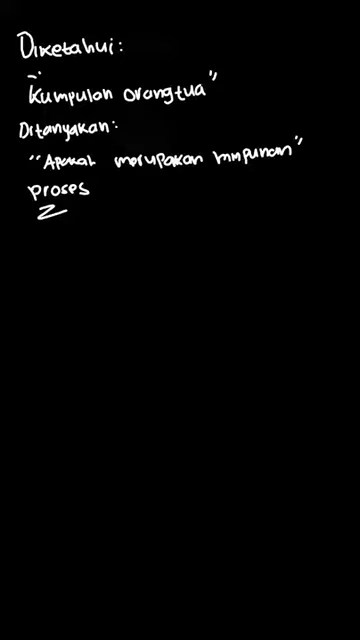 Diketahui:
"Kumpulan orangtua"
Ditanyakan:
"Apakah merupakan himpunan"
proses